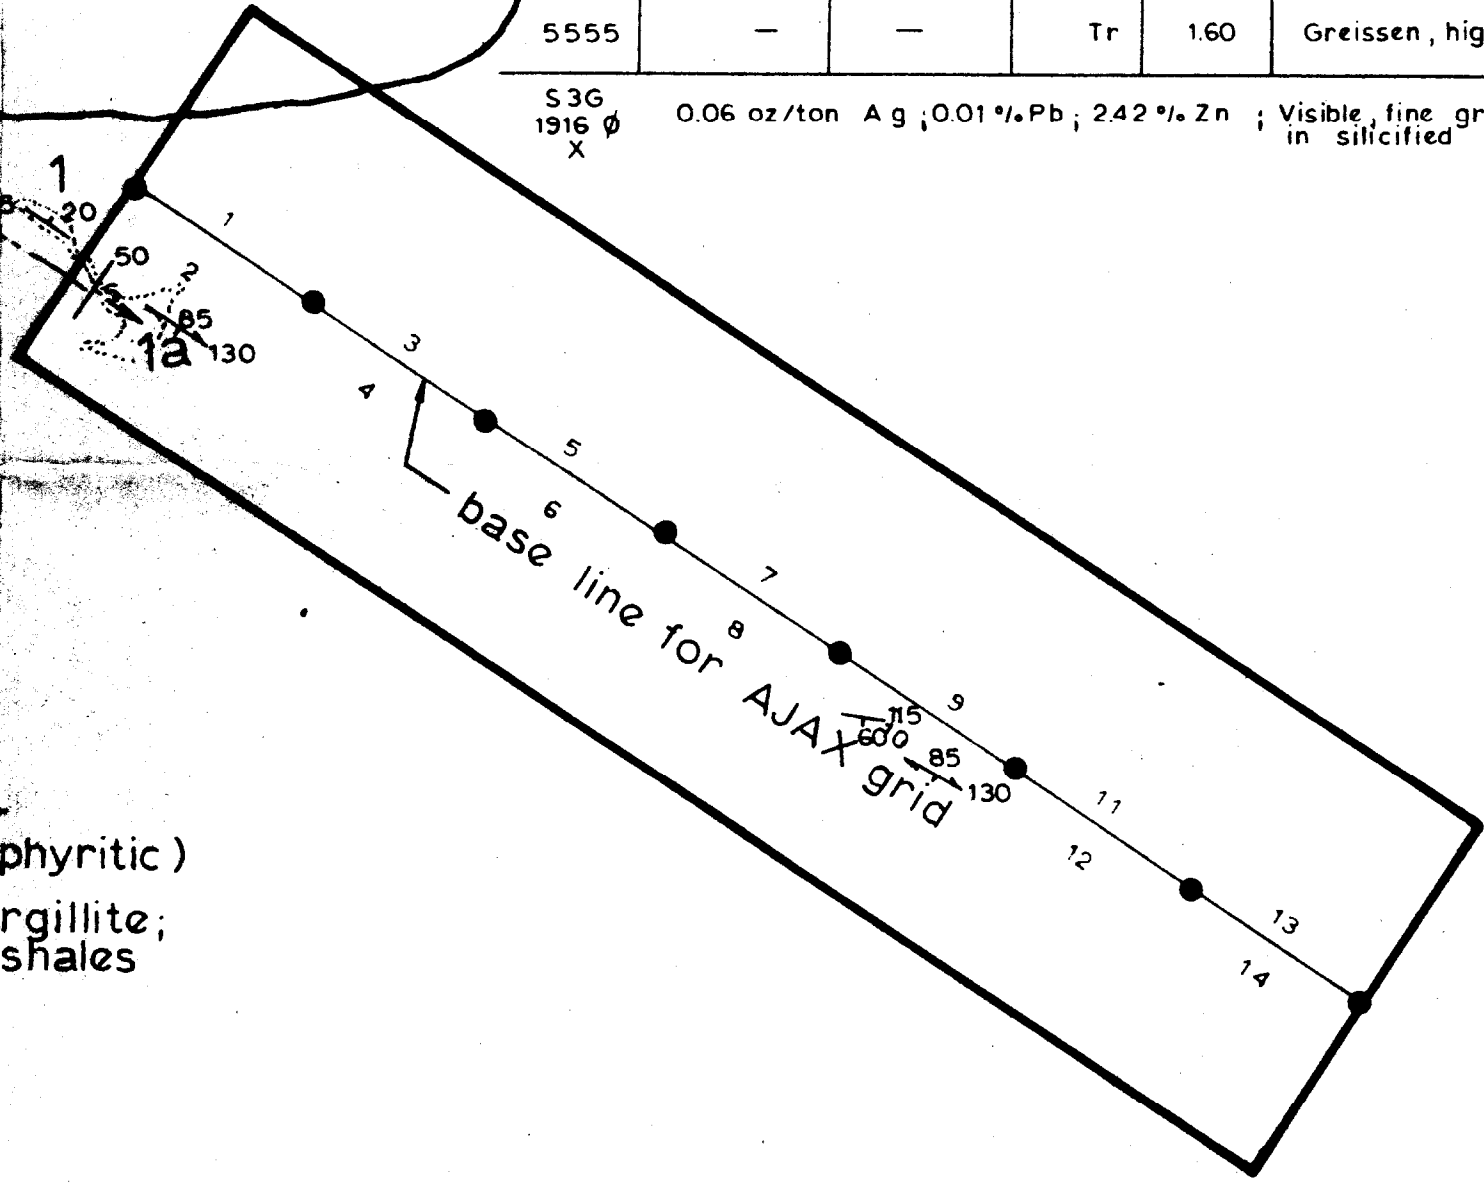 5555 — — Tr 1.60 Greissen, hig
S3G
1916 Ø
X
0.06 oz/ton Ag ; 0.01 % Pb ; 2.42 % Zn ; Visible, fine gr
in silicified
1
20
50
2
85
1a
130
1
3
4
5
6
base line for AJAX grid
7
8
9
115
85
130
11
12
13
14
phyritic )
rgillite;
shales